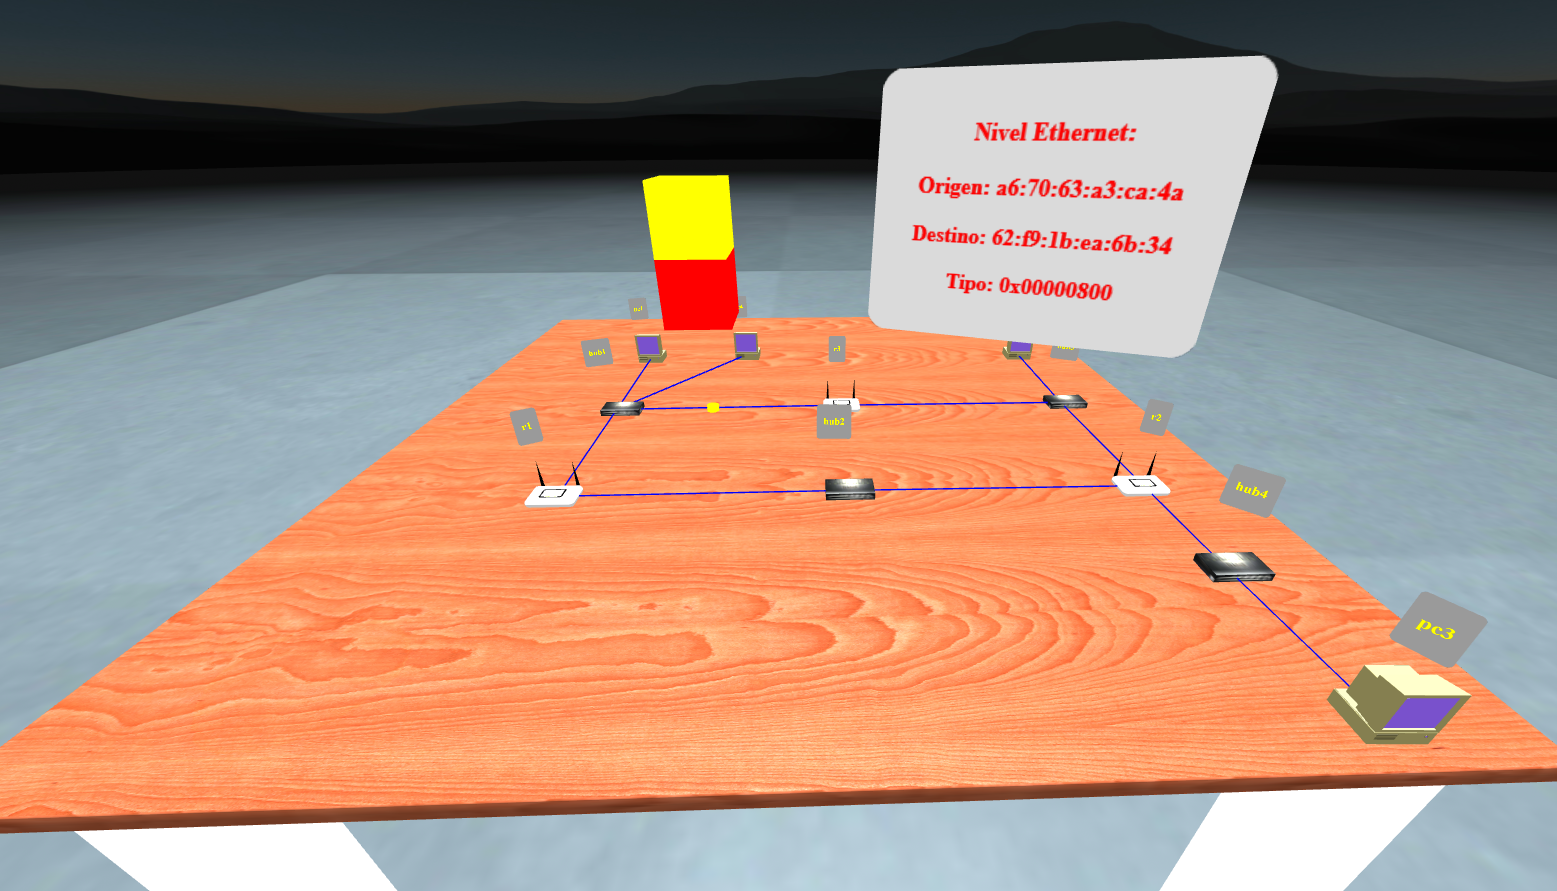 Nivel Ethernet:
Origen: a6:70:63:a3:ca:4a
Destino: 62:f9:1b:ea:6b:34
Tipo: 0x00000800
hub1
r3
r1
hub2
r2
hub4
pc3